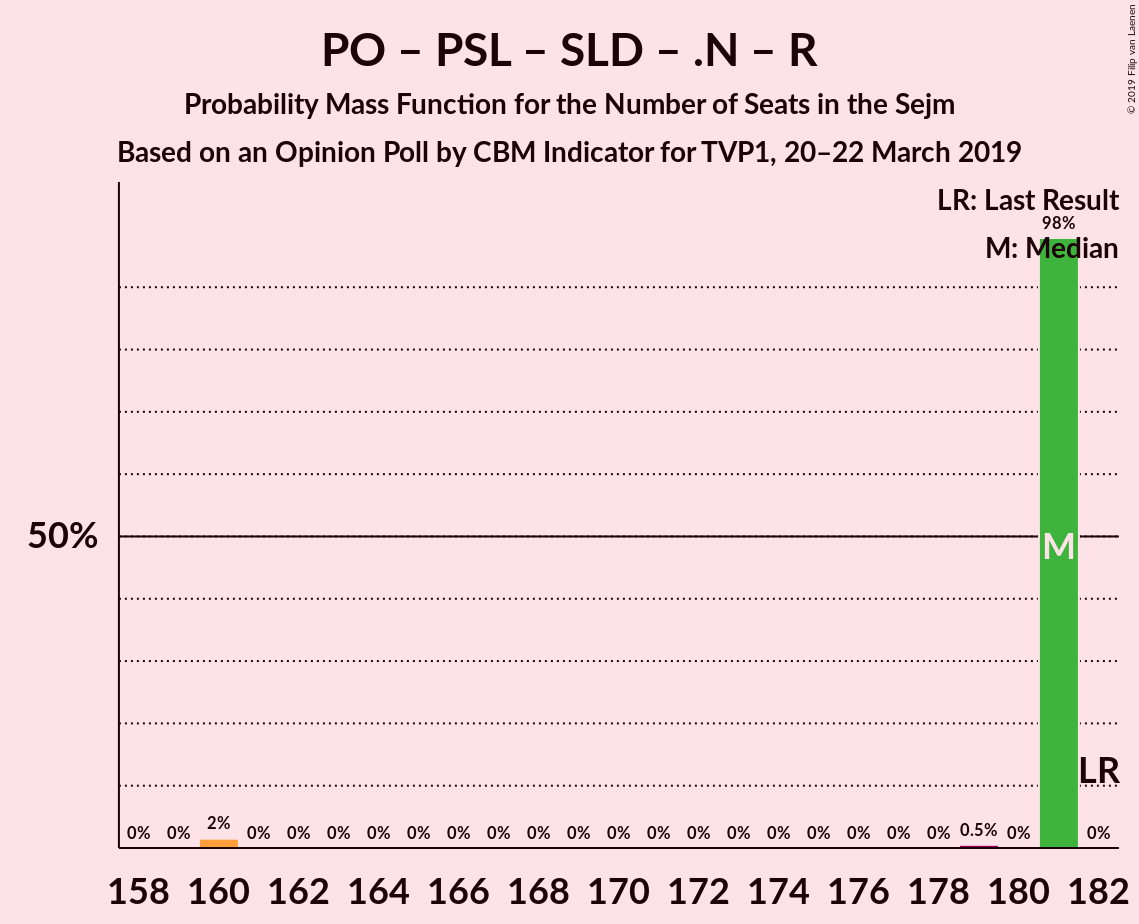 PO – PSL – SLD – .N – R
Probability Mass Function for the Number of Seats in the Sejm
Based on an Opinion Poll by CBM Indicator for TVP1, 20–22 March 2019
© 2019 Filip van Laenen
LR: Last Result
98%
M: Median
50%
M
LR
0% 0% 2% 0% 0% 0% 0% 0% 0% 0% 0% 0% 0% 0% 0% 0% 0% 0% 0% 0% 0% 0.5% 0% 0%
158 160 162 164 166 168 170 172 174 176 178 180 182